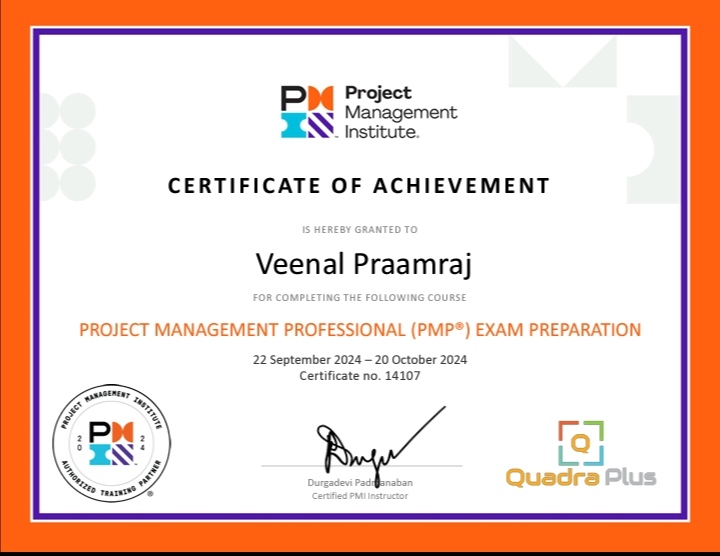 PM
Project
Management
Institute.
CERTIFICATE OF ACHIEVEMENT
IS HEREBY GRANTED TO
Veenal Praamraj
FOR COMPLETING THE FOLLOWING COURSE
PROJECT MANAGEMENT PROFESSIONAL (PMP®) EXAM PREPARATION
22 September 2024 – 20 October 2024
Certificate no. 14107
PROJECT MANAGEMENT INSTITUTE
20 24
PM
AUTHORIZED TRAINING PARTNER
®
Durgadevi Padmanaban
Certified PMI Instructor
Q
Quadra Plus